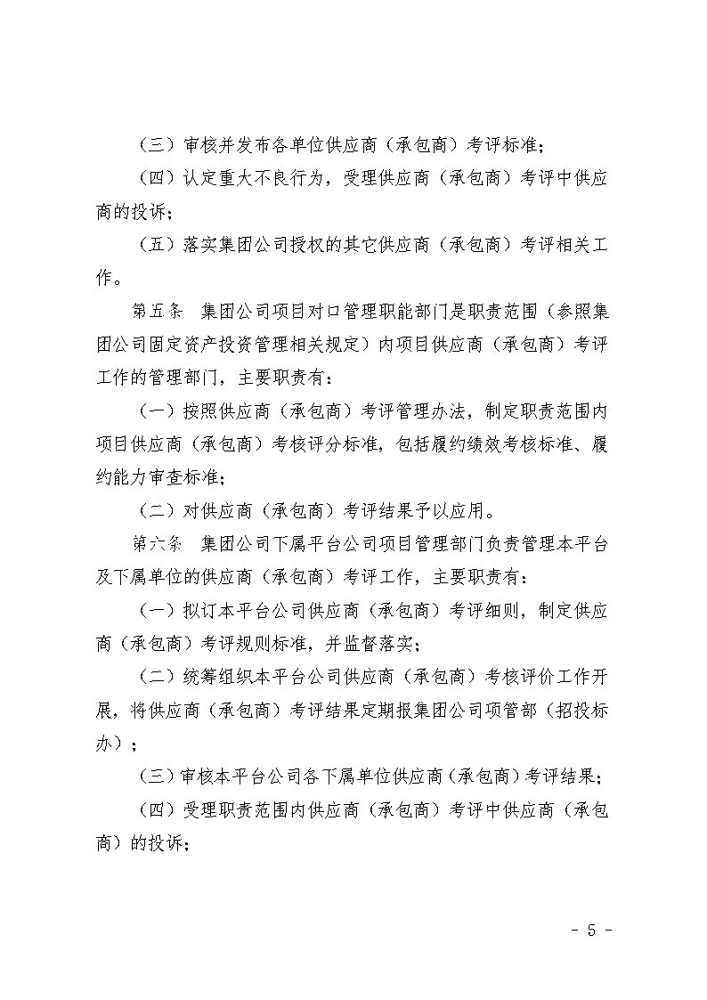 （三）审核并发布各单位供应商（承包商）考评标准；
（四）认定重大不良行为，受理供应商（承包商）考评中供应
商的投诉；
（五）落实集团公司授权的其它供应商（承包商）考评相关工
作。
第五条　集团公司项目对口管理职能部门是职责范围（参照集
团公司固定资产投资管理相关规定）内项目供应商（承包商）考评
工作的管理部门，主要职责有：
（一）按照供应商（承包商）考评管理办法，制定职责范围内
项目供应商（承包商）考核评分标准，包括履约绩效考核标准、履
约能力审查标准；
（二）对供应商（承包商）考评结果予以应用。
第六条　集团公司下属平台公司项目管理部门负责管理本平台
及下属单位的供应商（承包商）考评工作，主要职责有：
（一）拟订本平台公司供应商（承包商）考评细则，制定供应
商（承包商）考评规则标准，并监督落实；
（二）统筹组织本平台公司供应商（承包商）考核评价工作开
展，将供应商（承包商）考评结果定期报集团公司项管部（招投标
办）；
（三）审核本平台公司各下属单位供应商（承包商）考评结果；
（四）受理职责范围内供应商（承包商）考评中供应商（承包
商）的投诉；
- 5 -